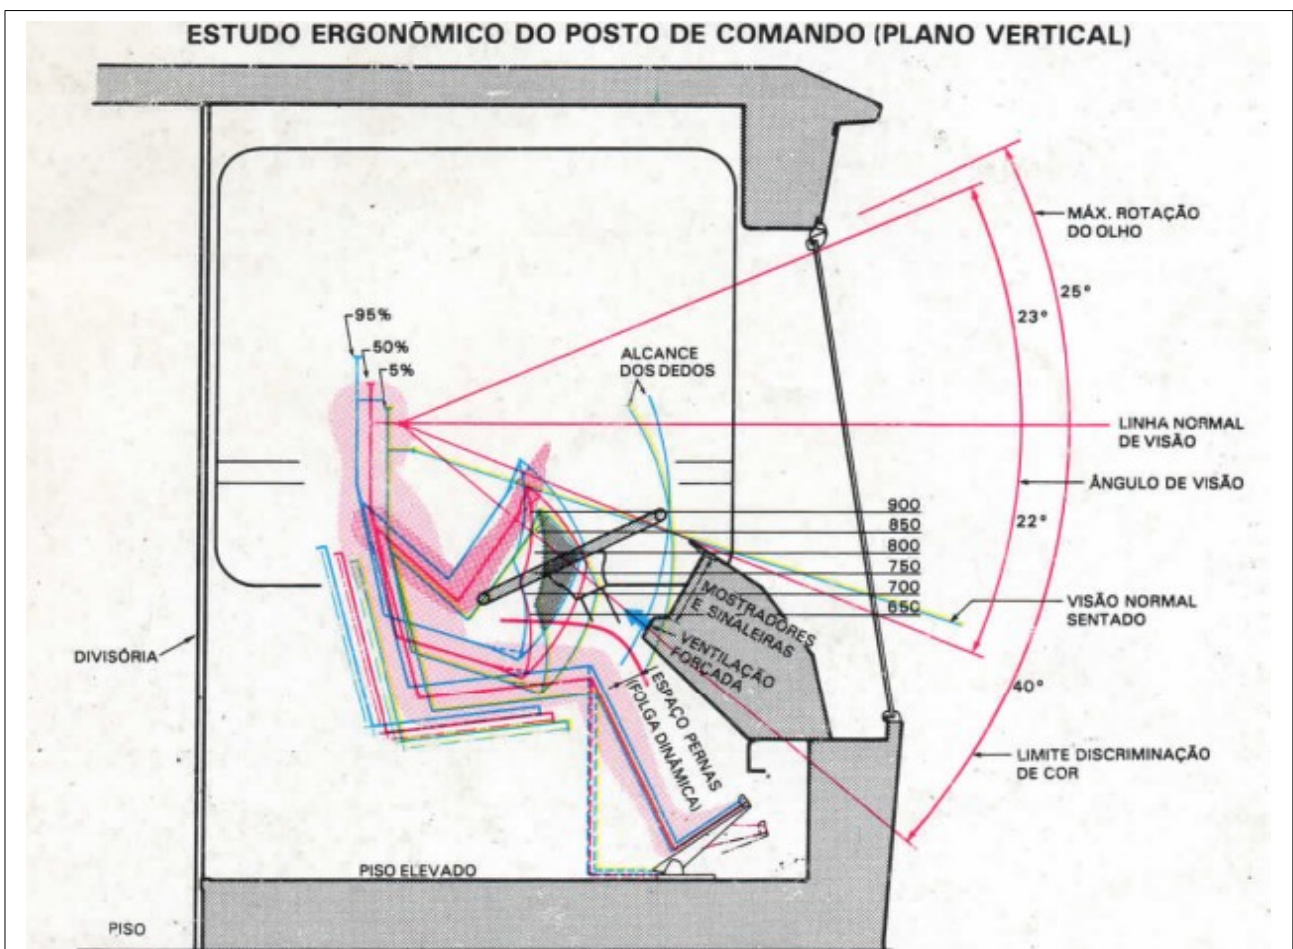 ESTUDO ERGONÔMICO DO POSTO DE COMANDO (PLANO VERTICAL)
MÁX. ROTAÇÃO
DO OLHO
25°
23°
95%
50%
5%
ALCANCE
DOS DEDOS
LINHA NORMAL
DE VISÃO
ÂNGULO DE VISÃO
900
850
800
750
700
650
22°
MOSTRADORES
E SINALEIRAS
VENTILAÇÃO
FORÇADA
VISÃO NORMAL
SENTADO
DIVISÓRIA
ESPAÇO PERNAS
(FOLGA DINÂMICA)
40°
LIMITE DISCRIMINAÇÃO
DE COR
PISO ELEVADO
PISO